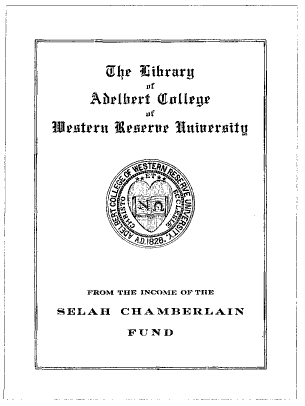 The Library
of
Adelbert College
of
Western Reserve University
ADELBERT COLLEGE OF WESTERN RESERVE UNIVERSITY.
A.D. 1826.
CHRISTO
ET
ECCLESIAE
FROM THE INCOME OF THE
SELAH CHAMBERLAIN
FUND